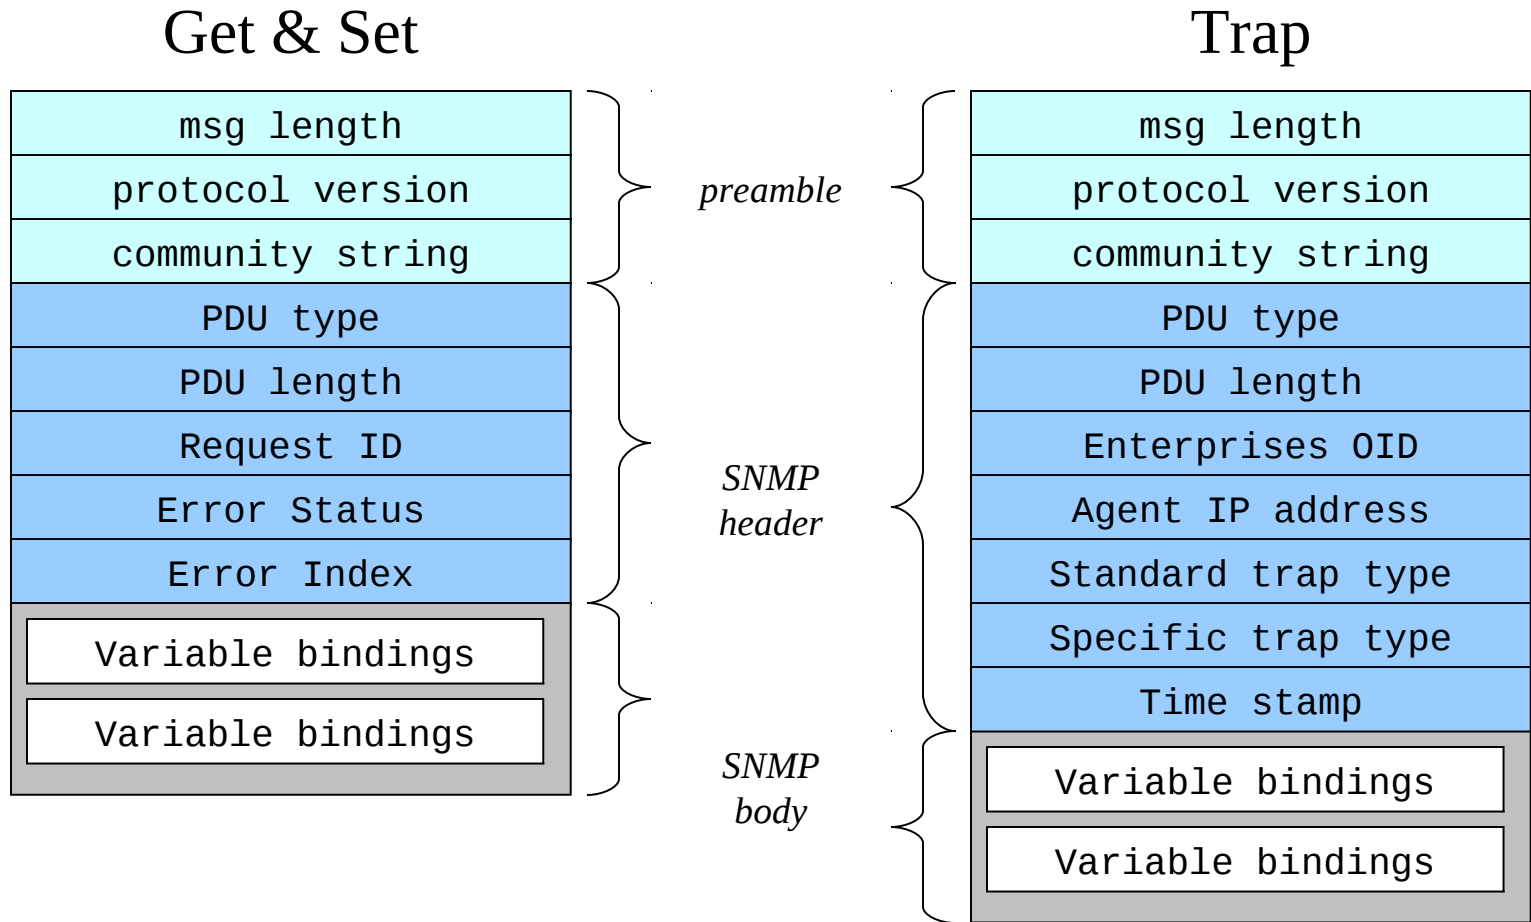 Get & Set
msg length
protocol version
community string
PDU type
PDU length
Request ID
Error Status
Error Index
Variable bindings
Variable bindings
preamble
SNMP
header
SNMP
body
Trap
msg length
protocol version
community string
PDU type
PDU length
Enterprises OID
Agent IP address
Standard trap type
Specific trap type
Time stamp
Variable bindings
Variable bindings